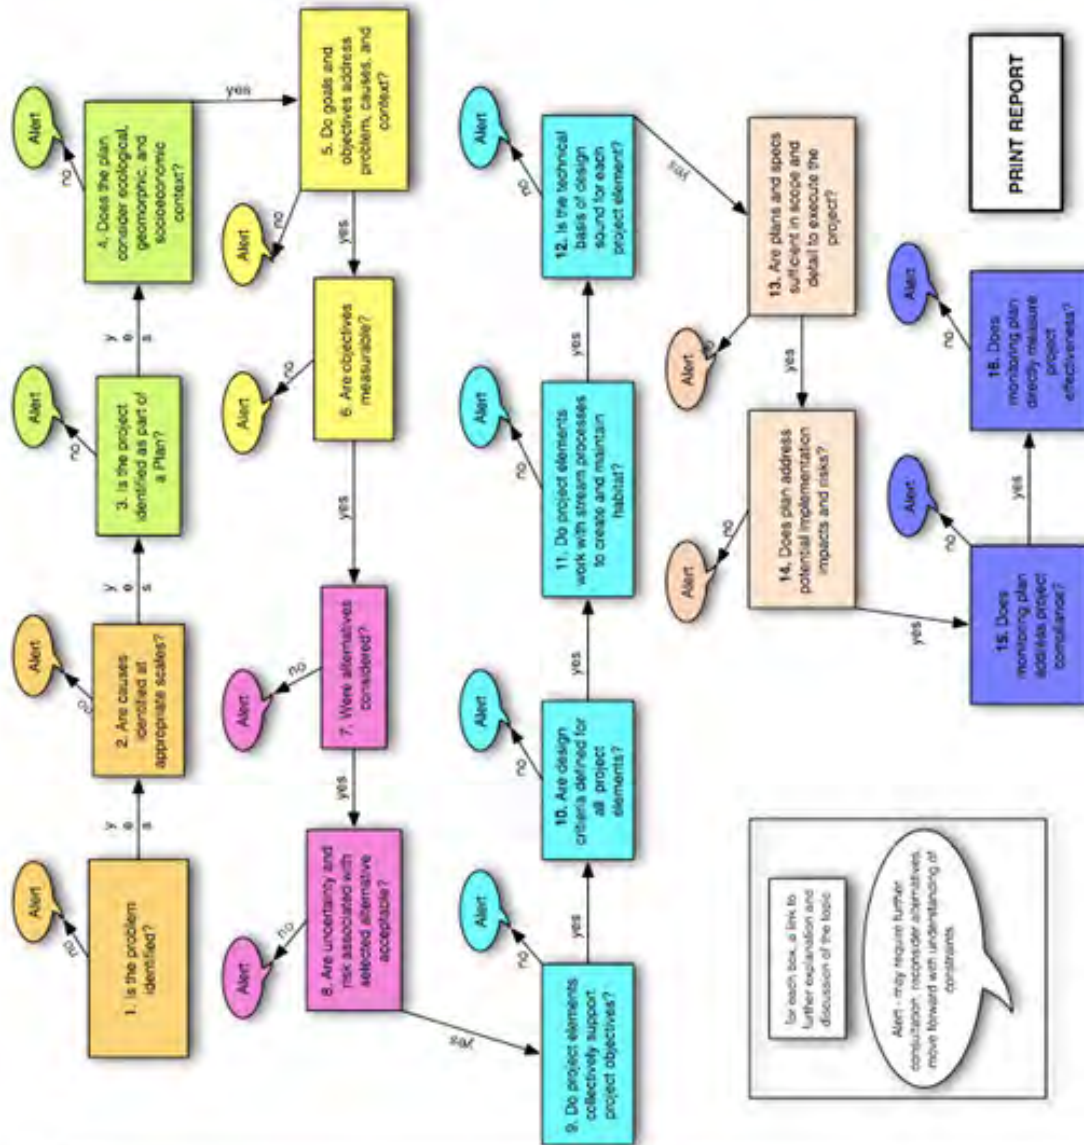 Alert
no
1. Is the problem
identified?
y
e
s
Alert
no
2. Are causes
identified at
appropriate scales?
y
e
s
Alert
no
3. Is the project
identified as part of
a Plan?
y
e
s
Alert
no
4. Does the plan
consider ecological,
geomorphic, and
socioeconomic
context?
yes
5. Do goals and
objectives address
problem, causes, and
context?
no
Alert
yes
6. Are objectives
measurable?
no
Alert
yes
7. Were alternatives
considered?
no
Alert
yes
8. Are uncertainty and
risk associated with
selected alternative
acceptable?
no
Alert
yes
9. Do project elements
collectively support
project objectives?
no
Alert
yes
10. Are design
criteria defined for
all project
elements?
no
Alert
yes
11. Do project elements
work with stream processes
to create and maintain
habitat?
no
Alert
yes
12. Is the technical
basis of design
sound for each
project element?
no
Alert
yes
13. Are plans and specs
sufficient in scope and
detail to execute the
project?
no
Alert
yes
14. Does plan address
potential implementation
impacts and risks?
no
Alert
yes
15. Does
monitoring plan
address project
compliance?
no
Alert
yes
16. Does
monitoring plan
directly measure
project
effectiveness?
no
Alert
for each box, a link to
further explanation and
discussion of the topic
Alert - may require further
consultation, reconsider alternatives,
move forward with understanding of
constraints.
PRINT REPORT